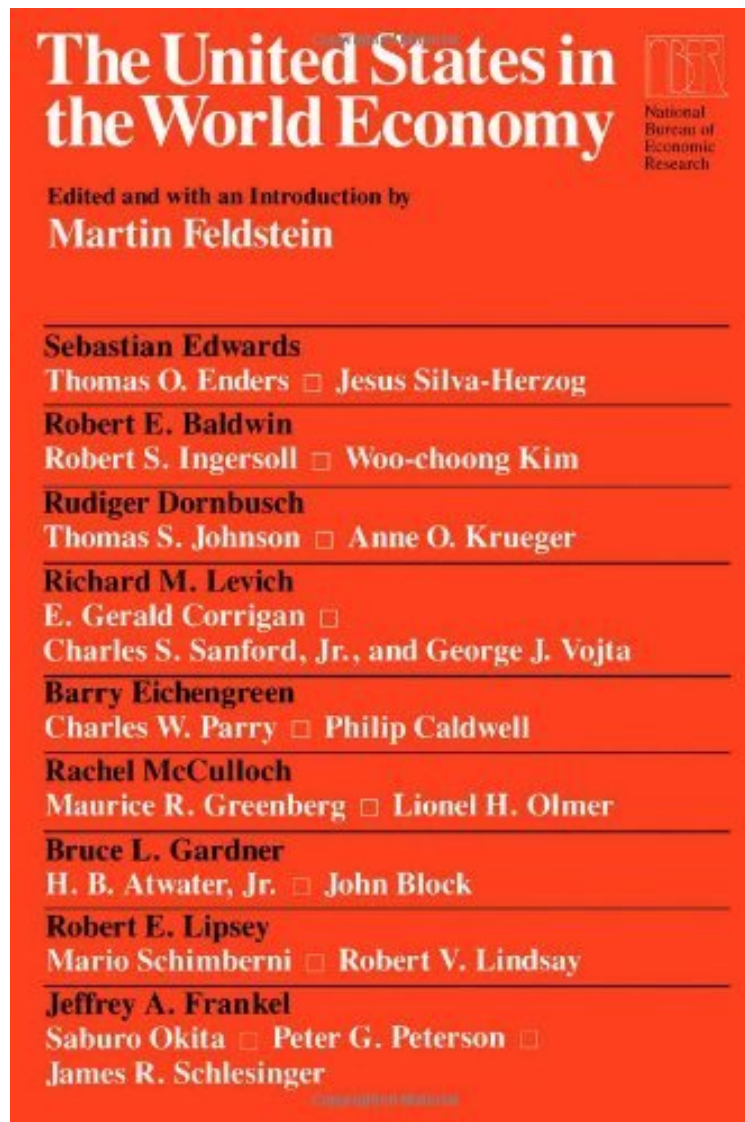 Copyrighted Material
The United States in
the World Economy
NBER
National
Bureau of
Economic
Research
Edited and with an Introduction by
Martin Feldstein
Sebastian Edwards
Thomas O. Enders □ Jesus Silva-Herzog
Robert E. Baldwin
Robert S. Ingersoll □ Woo-choong Kim
Rudiger Dornbusch
Thomas S. Johnson □ Anne O. Krueger
Richard M. Levich
E. Gerald Corrigan □
Charles S. Sanford, Jr., and George J. Vojta
Barry Eichengreen
Charles W. Parry □ Philip Caldwell
Rachel McCulloch
Maurice R. Greenberg □ Lionel H. Olmer
Bruce L. Gardner
H. B. Atwater, Jr. □ John Block
Robert E. Lipsey
Mario Schimberni □ Robert V. Lindsay
Jeffrey A. Frankel
Saburo Okita □ Peter G. Peterson □
James R. Schlesinger
Copyrighted Material